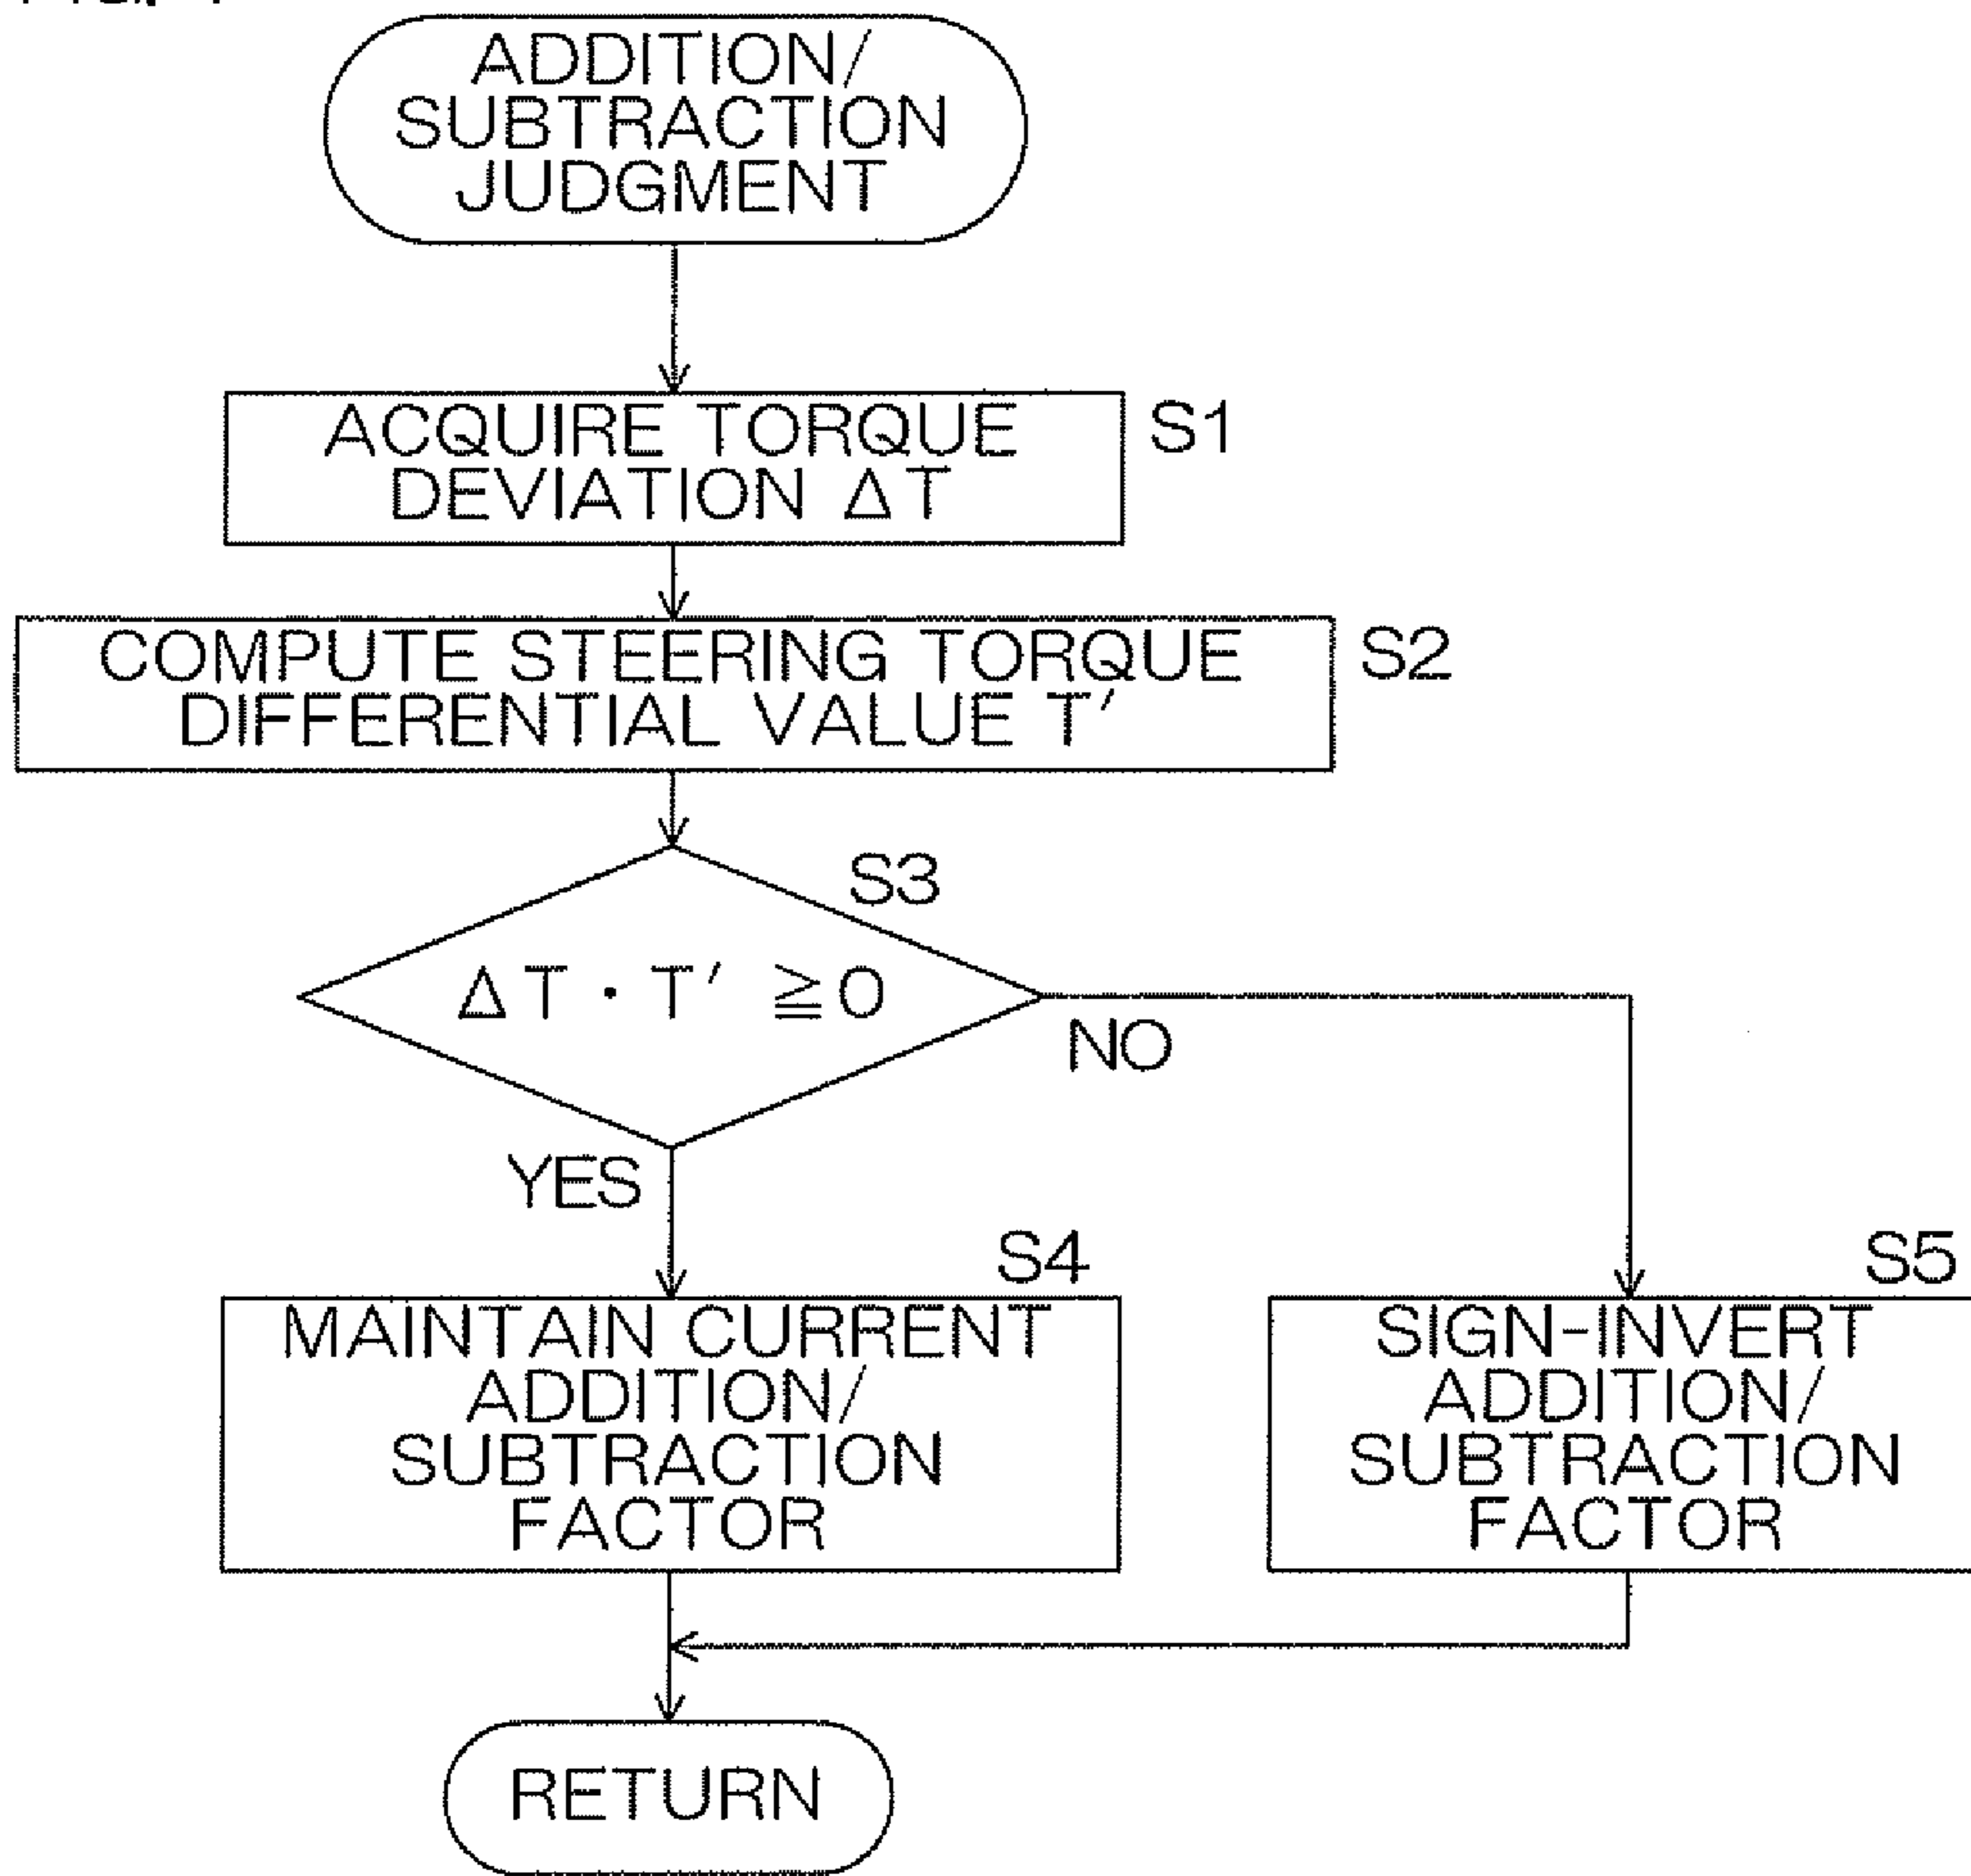 ADDITION/
SUBTRACTION
JUDGMENT
ACQUIRE TORQUE
DEVIATION ΔT
S1
COMPUTE STEERING TORQUE
DIFFERENTIAL VALUE T′
S2
S3
ΔT · T′ ≧0
NO
YES
S4
MAINTAIN CURRENT
ADDITION/
SUBTRACTION
FACTOR
S5
SIGN-INVERT
ADDITION/
SUBTRACTION
FACTOR
RETURN